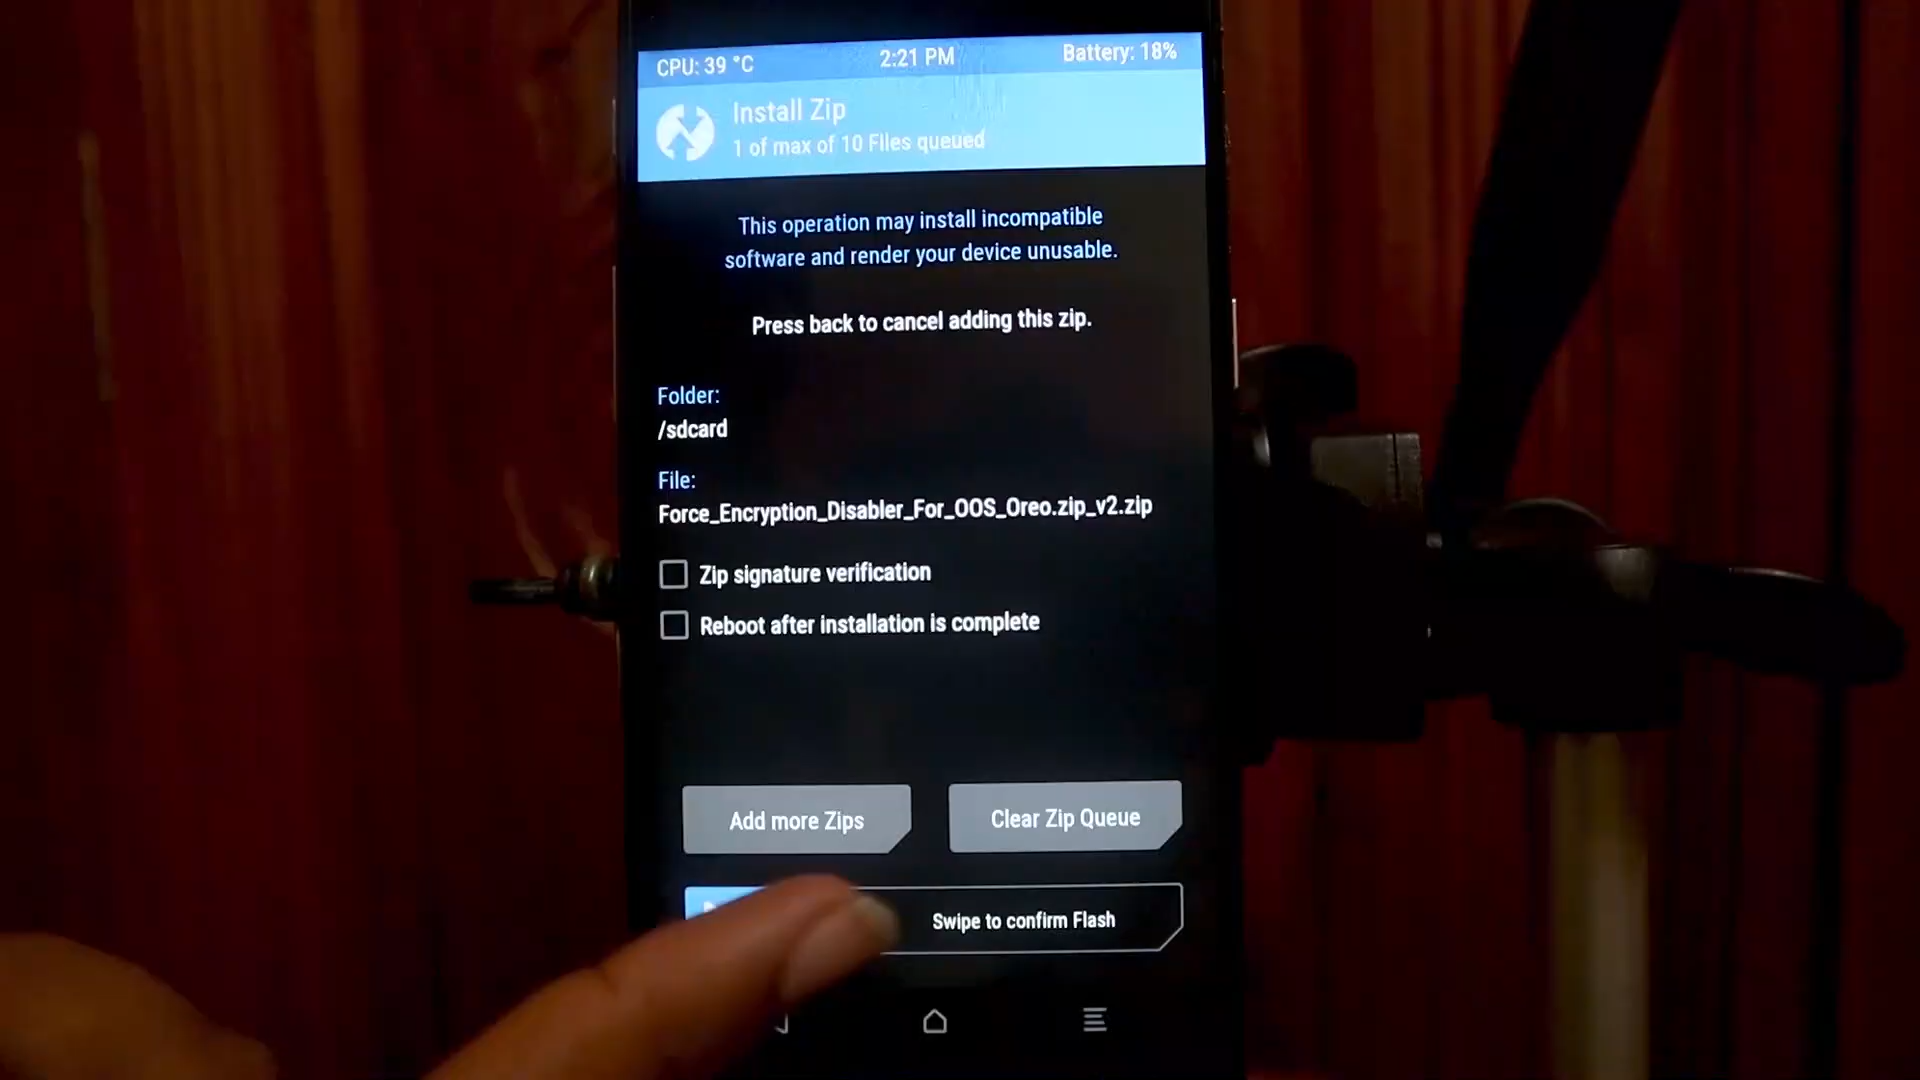 CPU: 39 °C 2:21 PM Battery: 18%
Install Zip
1 of max of 10 Files queued
This operation may install incompatible
software and render your device unusable.
Press back to cancel adding this zip.
Folder:
/sdcard
File:
Force_Encryption_Disabler_For_OOS_Oreo.zip_v2.zip
Zip signature verification
Reboot after installation is complete
Add more Zips Clear Zip Queue
Swipe to confirm Flash